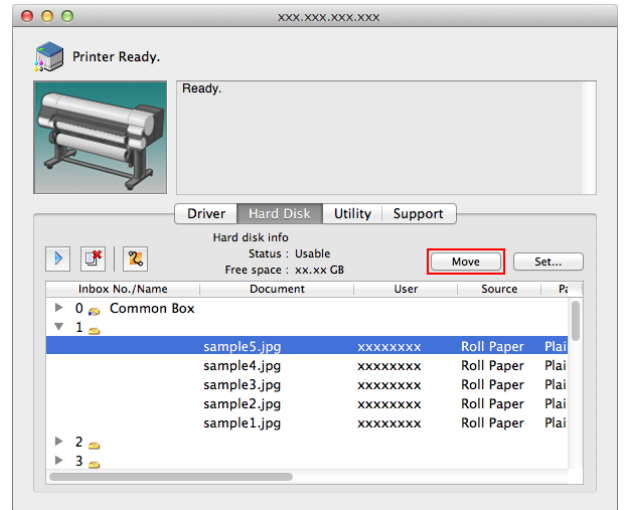 xxx.xxx.xxx.xxx
Printer Ready.
Ready.
Driver Hard Disk Utility Support
Hard disk info
Status : Usable
Free space : xx.xx GB
Move Set...
Inbox No./Name Document User Source Pa
0 Common Box
1
sample5.jpg xxxxxxxx Roll Paper Plai
sample4.jpg xxxxxxxx Roll Paper Plai
sample3.jpg xxxxxxxx Roll Paper Plai
sample2.jpg xxxxxxxx Roll Paper Plai
sample1.jpg xxxxxxxx Roll Paper Plai
2
3